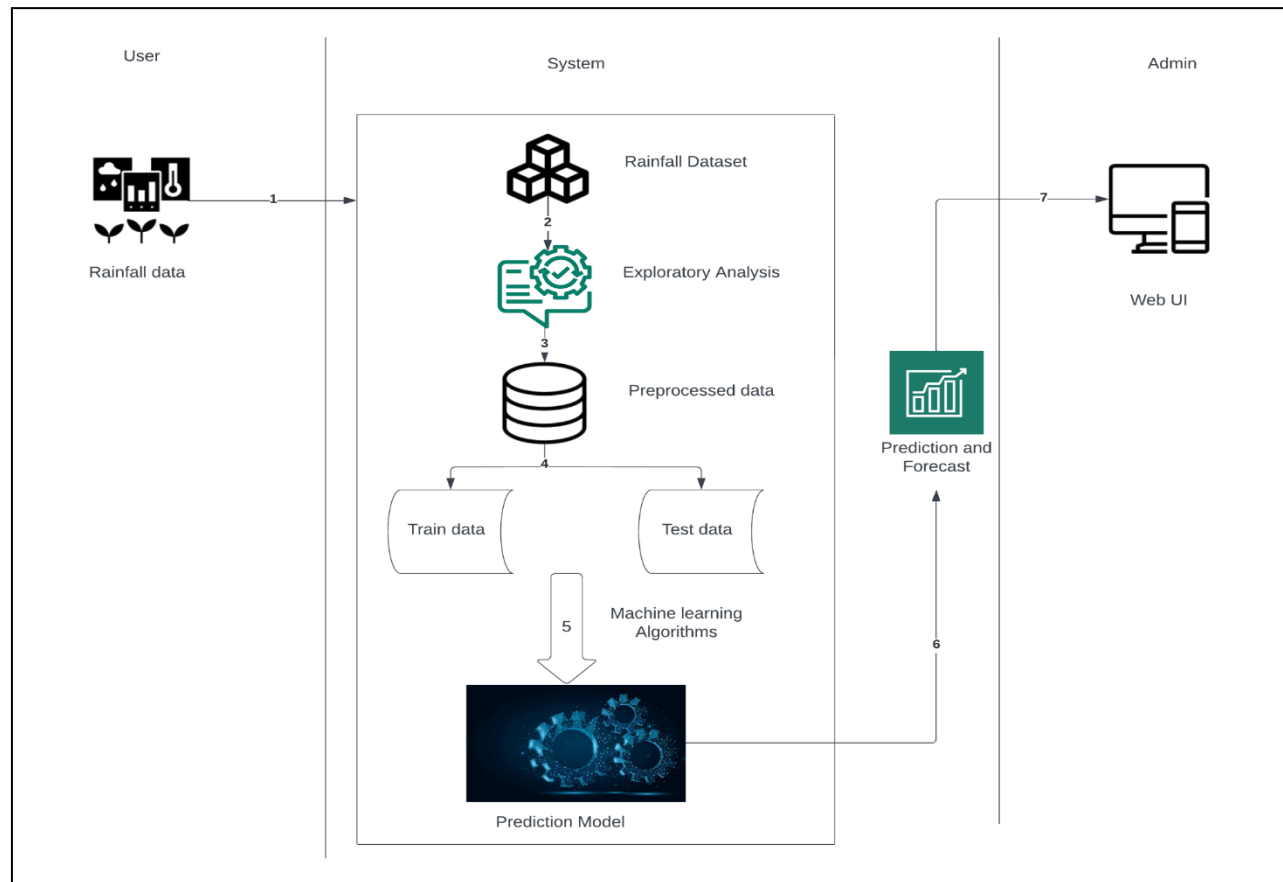 User
System
Admin
Rainfall Dataset
1
7
2
Rainfall data
Exploratory Analysis
Web UI
3
Preprocessed data
Prediction and
Forecast
4
Train data
Test data
5
Machine learning
Algorithms
6
Prediction Model